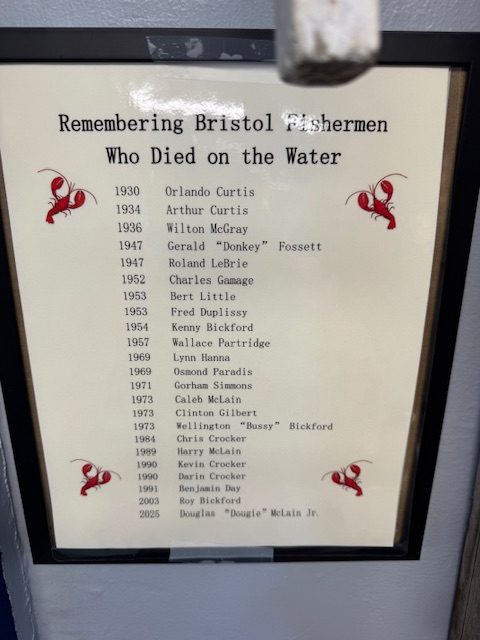 Remembering Bristol Fishermen
Who Died on the Water
1930 Orlando Curtis
1934 Arthur Curtis
1936 Wilton McGray
1947 Gerald “Donkey” Fossett
1947 Roland LeBrie
1952 Charles Gamage
1953 Bert Little
1953 Fred Duplissy
1954 Kenny Bickford
1957 Wallace Partridge
1969 Lynn Hanna
1969 Osmond Paradis
1971 Gorham Simmons
1973 Caleb McLain
1973 Clinton Gilbert
1973 Wellington “Bussy” Bickford
1984 Chris Crocker
1989 Harry McLain
1990 Kevin Crocker
1990 Darin Crocker
1991 Benjamin Day
2003 Roy Bickford
2025 Douglas “Dougie” McLain Jr.